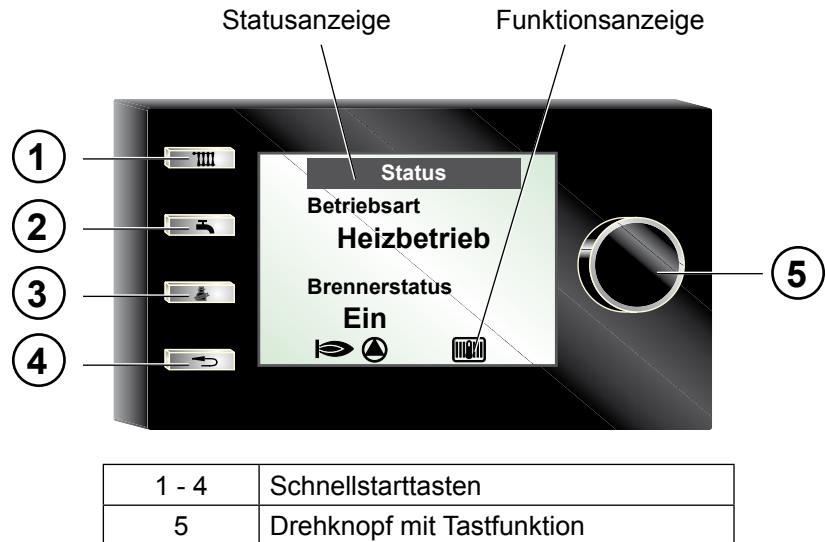 Statusanzeige Funktionsanzeige
1
2
3
4
5
Status
Betriebsart
Heizbetrieb
Brennerstatus
Ein
1 - 4 Schnellstarttasten
5 Drehknopf mit Tastfunktion